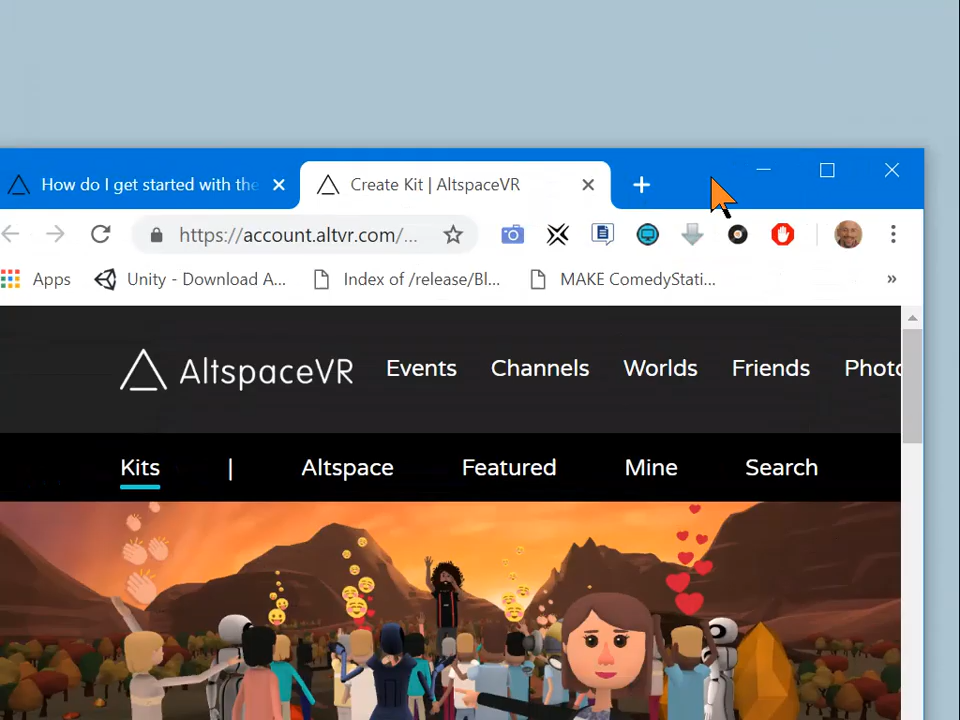 How do I get started with the
Create Kit | AltspaceVR
https://account.altvr.com/...
Apps
Unity - Download A...
Index of /release/Bl...
MAKE ComedyStati...
AltspaceVR
Events
Channels
Worlds
Friends
Photo
Kits
|
Altspace
Featured
Mine
Search